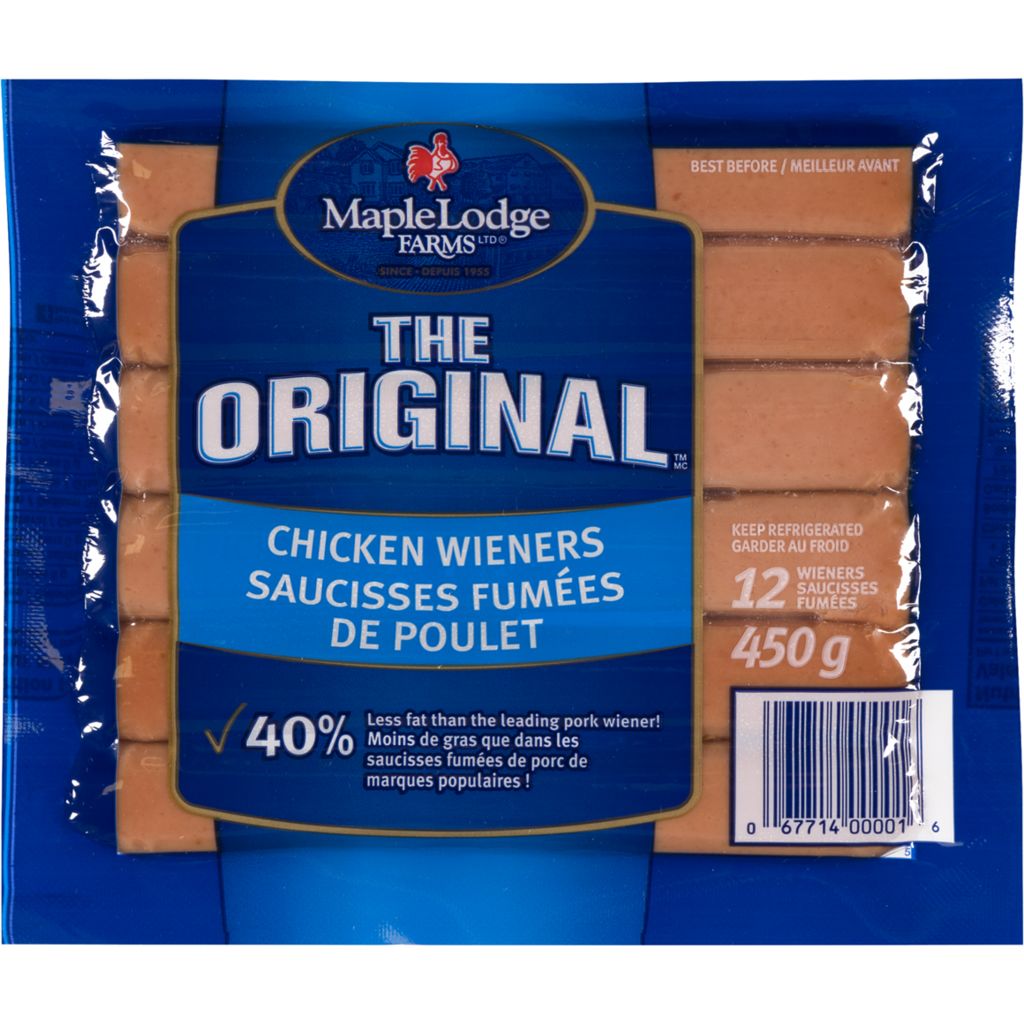 BEST BEFORE / MEILLEUR AVANT
MapleLodge
FARMS LTD®
SINCE • DEPUIS 1955
THE
ORIGINAL
TM
MC
CHICKEN WIENERS
SAUCISSES FUMÉES
DE POULET
KEEP REFRIGERATED
GARDER AU FROID
12 WIENERS
SAUCISSES
FUMÉES
450 g
40%
Less fat than the leading pork wiener!
Moins de gras que dans les
saucisses fumées de porc de
marques populaires !
0 67714 00001 6
5